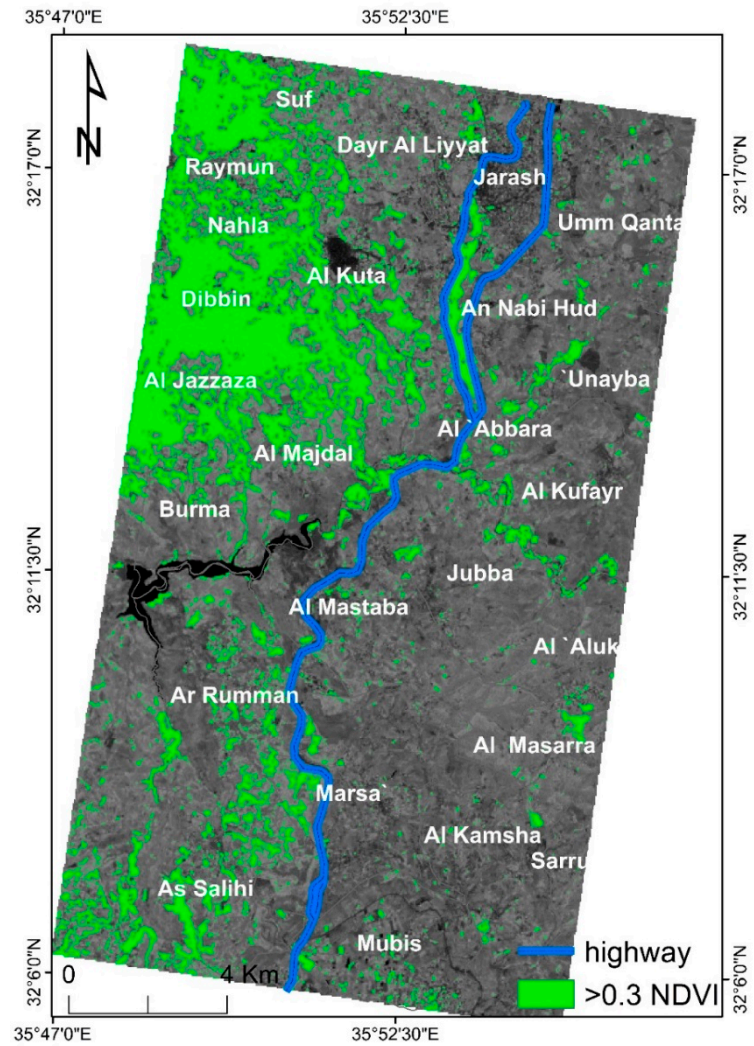 35°47'0"E
35°52'30"E
N
32°17'0"N
32°17'0"N
Suf
Dayr Al Liyyat
Raymun
Jarash
Nahla
Umm Qanta
Al Kuta
Dibbin
An Nabi Hud
Al Jazzaza
`Unayba
Al `Abbara
Al Majdal
Al Kufayr
Burma
32°11'30"N
32°11'30"N
Jubba
Al Mastaba
Al `Aluk
Ar Rumman
Al Masarra
Marsa`
Al Kamsha
Sarru
As Salihi
Mubis
highway
0 4 Km
>0.3 NDVI
32°6'0"N
32°6'0"N
35°47'0"E
35°52'30"E